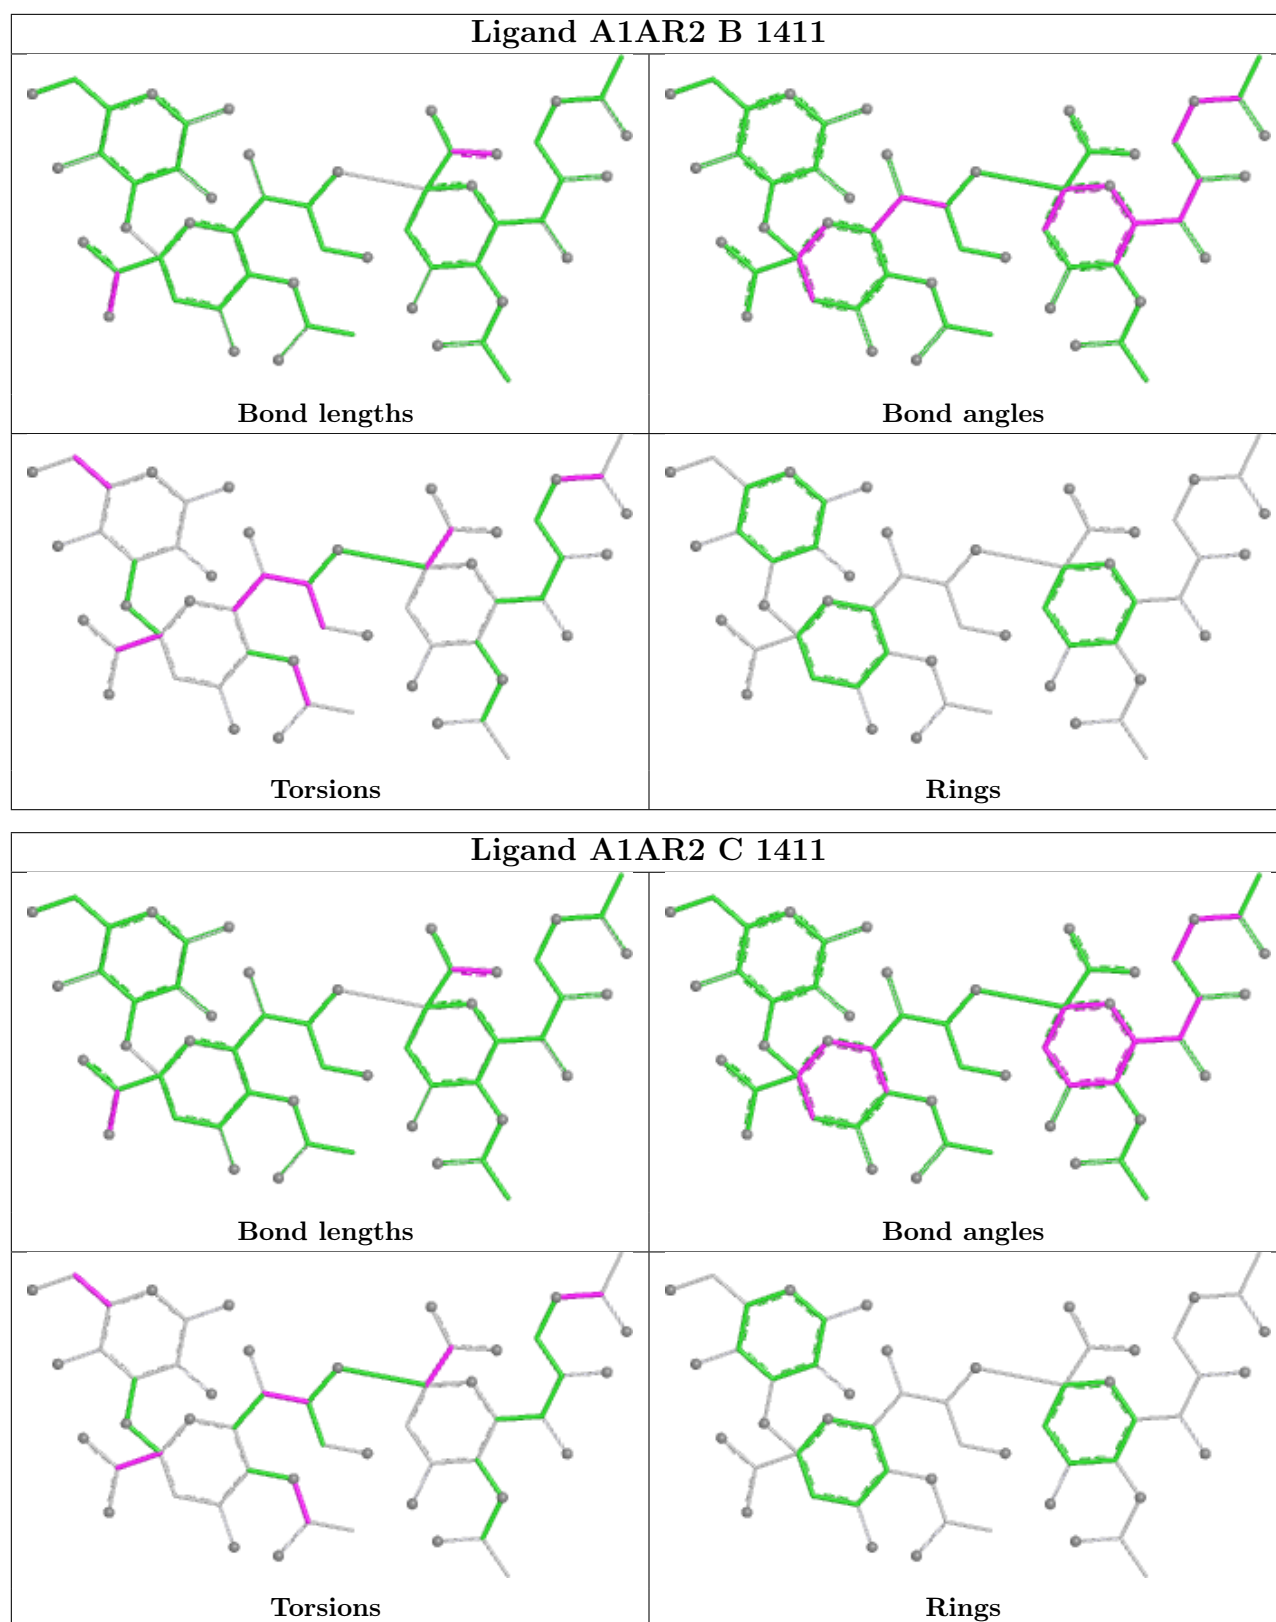 Ligand A1AR2 B 1411
Bond lengths
Bond angles
Torsions
Rings
Ligand A1AR2 C 1411
Bond lengths
Bond angles
Torsions
Rings